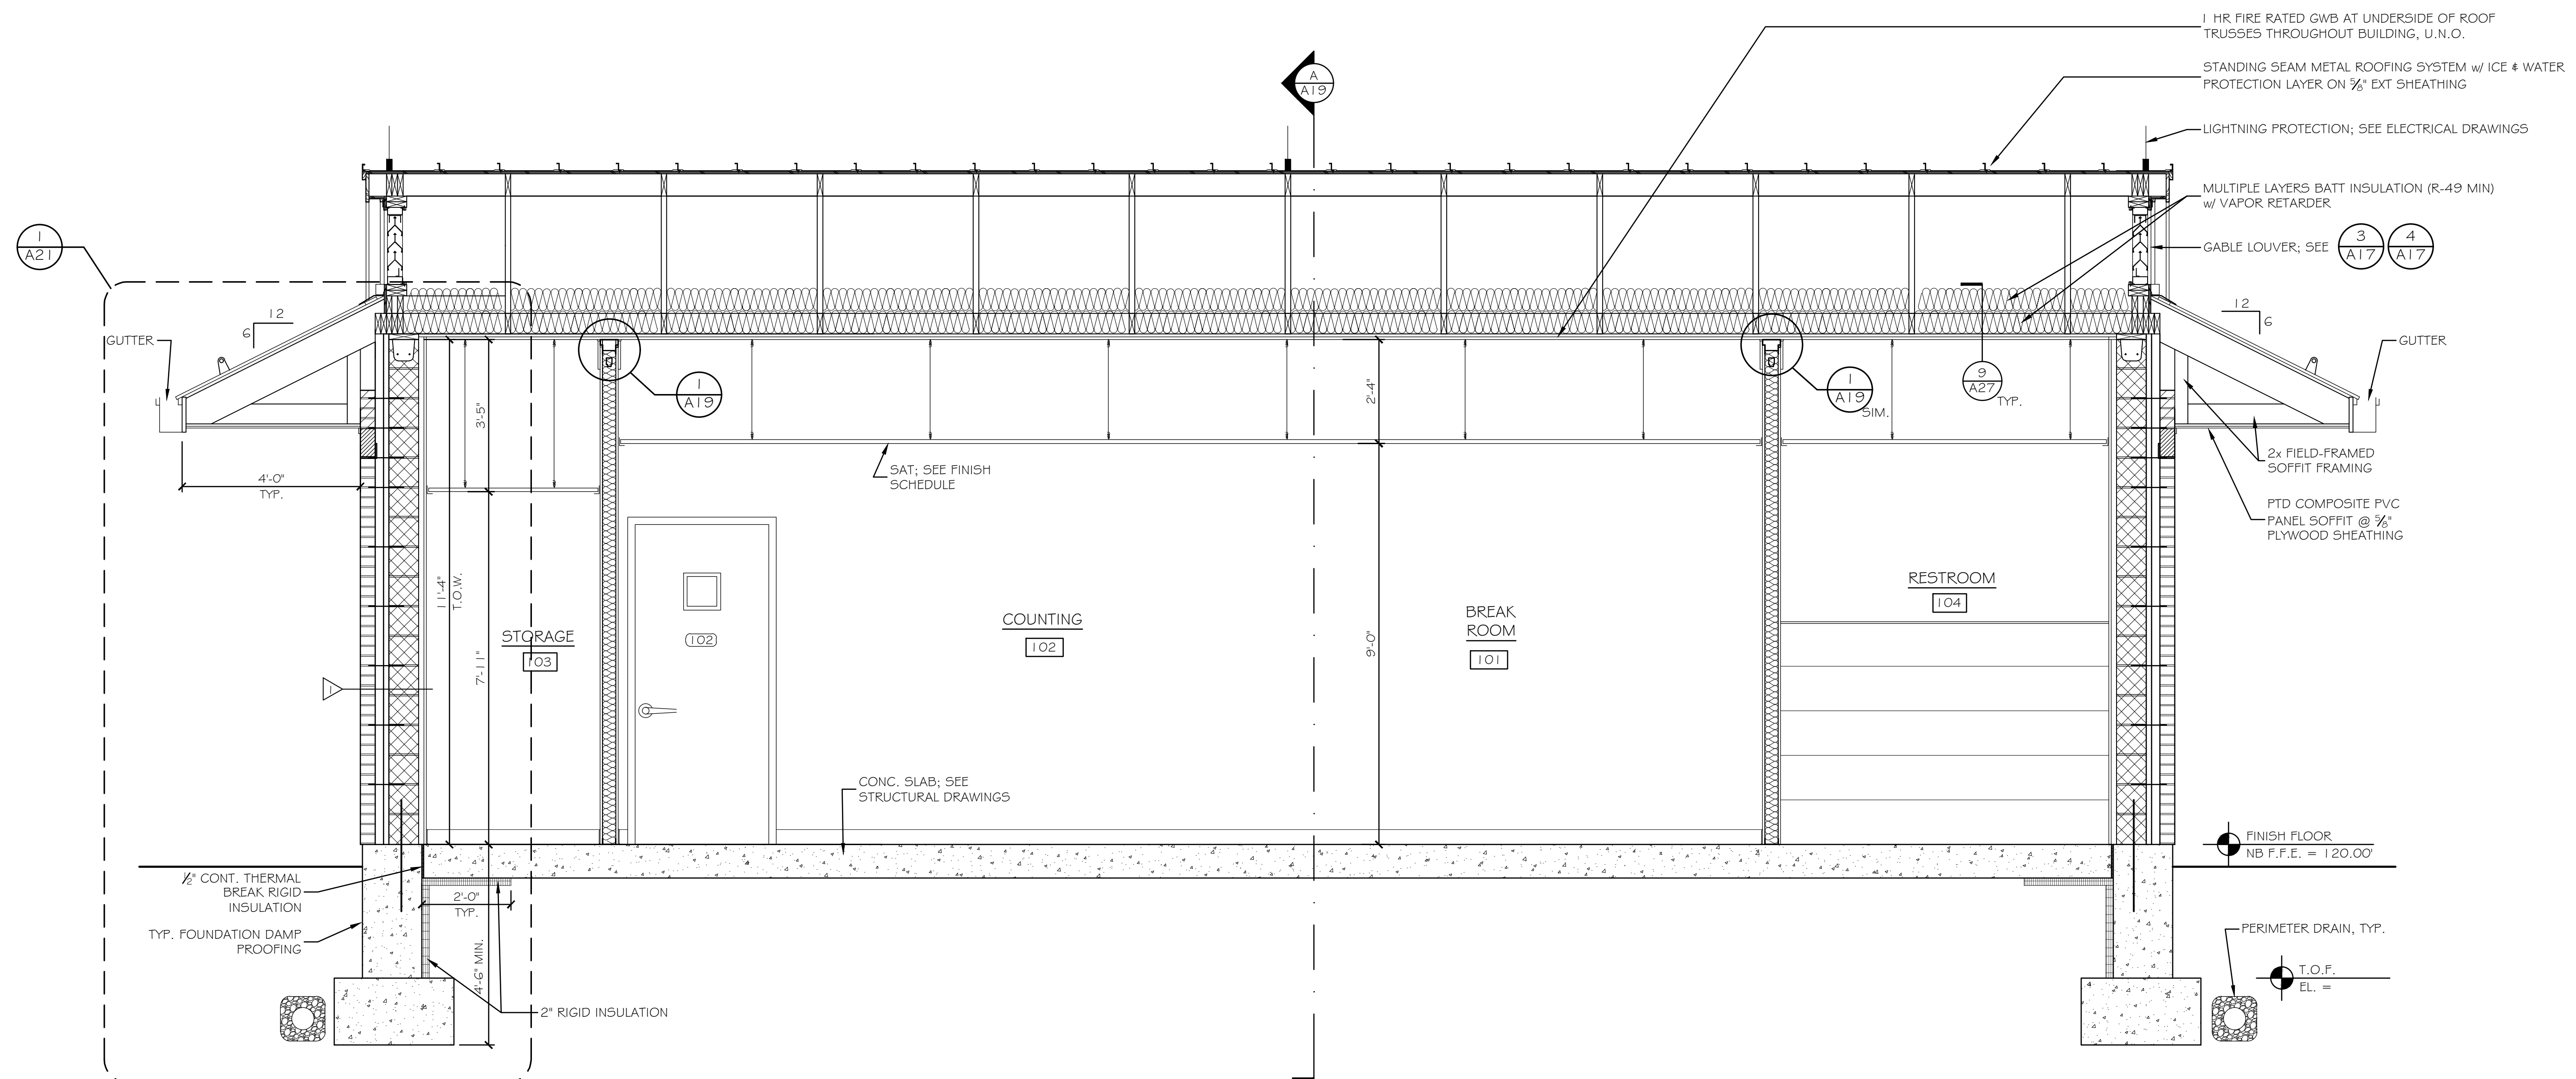 1 HR FIRE RATED GWB AT UNDERSIDE OF ROOF
TRUSSES THROUGHOUT BUILDING, U.N.O.
STANDING SEAM METAL ROOFING SYSTEM w/ ICE & WATER
PROTECTION LAYER ON 5/8" EXT SHEATHING
A
A19
LIGHTNING PROTECTION; SEE ELECTRICAL DRAWINGS
MULTIPLE LAYERS BATT INSULATION (R-49 MIN)
w/ VAPOR RETARDER
1
A21
GABLE LOUVER; SEE
3
A17
4
A17
12
6
12
6
GUTTER
GUTTER
1
A19
1
A19
SIM.
9
A27
TYP.
3'-5"
2'-4"
SAT; SEE FINISH
SCHEDULE
4'-0"
TYP.
2x FIELD-FRAMED
SOFFIT FRAMING
PTD COMPOSITE PVC
PANEL SOFFIT @ 5/8"
PLYWOOD SHEATHING
11'-4"
T.O.W.
STORAGE
103
7'-11"
(102)
COUNTING
102
9'-0"
BREAK
ROOM
101
RESTROOM
104
1
CONC. SLAB; SEE
STRUCTURAL DRAWINGS
FINISH FLOOR
NB F.F.E. = 120.00'
1/2" CONT. THERMAL
BREAK RIGID
INSULATION
2'-0"
TYP.
TYP. FOUNDATION DAMP
PROOFING
4'-6" MIN.
PERIMETER DRAIN, TYP.
T.O.F.
EL. =
2" RIGID INSULATION